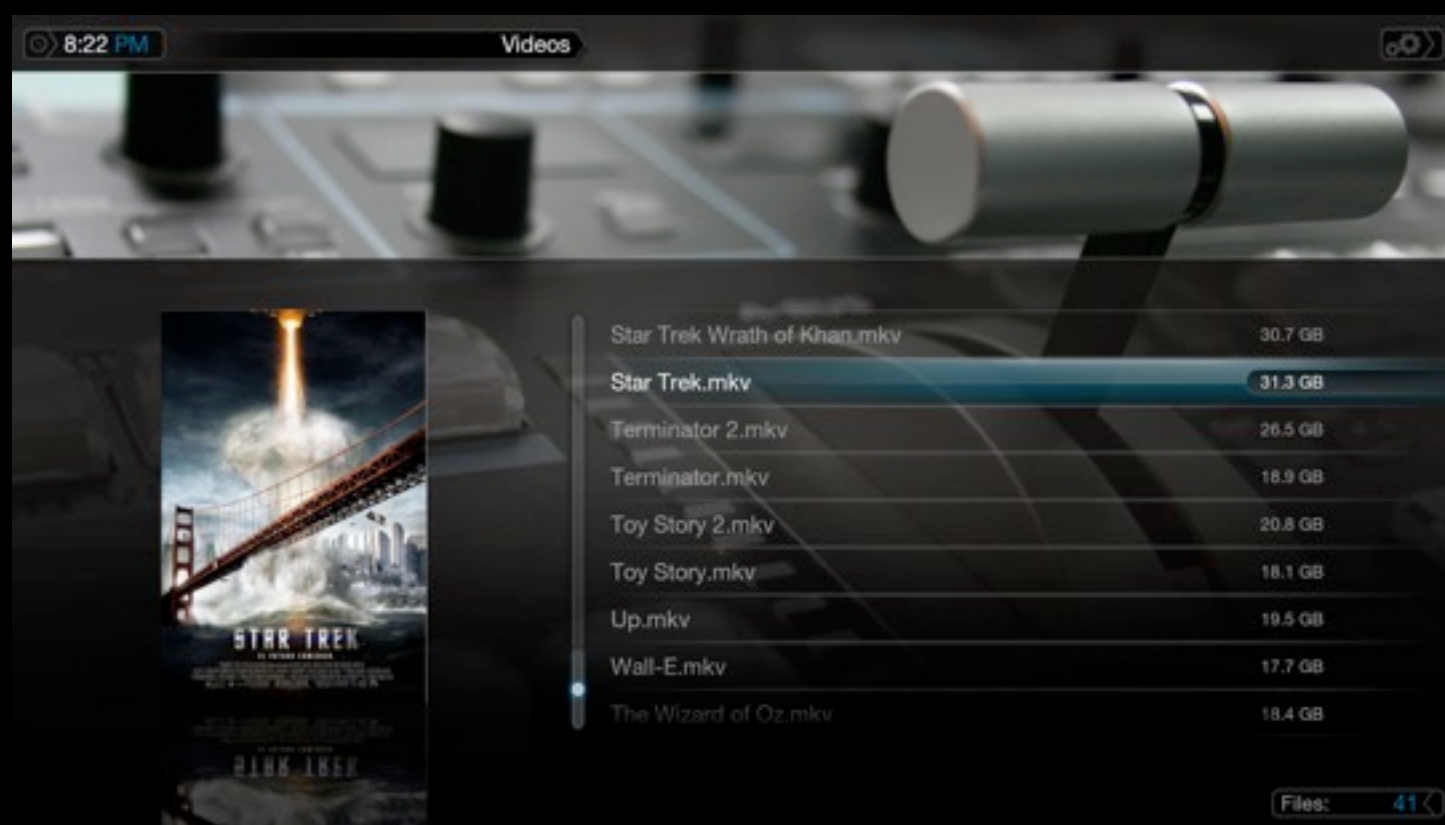 8:22 PM
Videos
Star Trek Wrath of Khan.mkv 30.7 GB
Star Trek.mkv 31.3 GB
Terminator 2.mkv 26.5 GB
Terminator.mkv 18.9 GB
Toy Story 2.mkv 20.8 GB
Toy Story.mkv 18.1 GB
Up.mkv 19.5 GB
Wall-E.mkv 17.7 GB
The Wizard of Oz.mkv 18.4 GB
STAR TREK
Files: 41